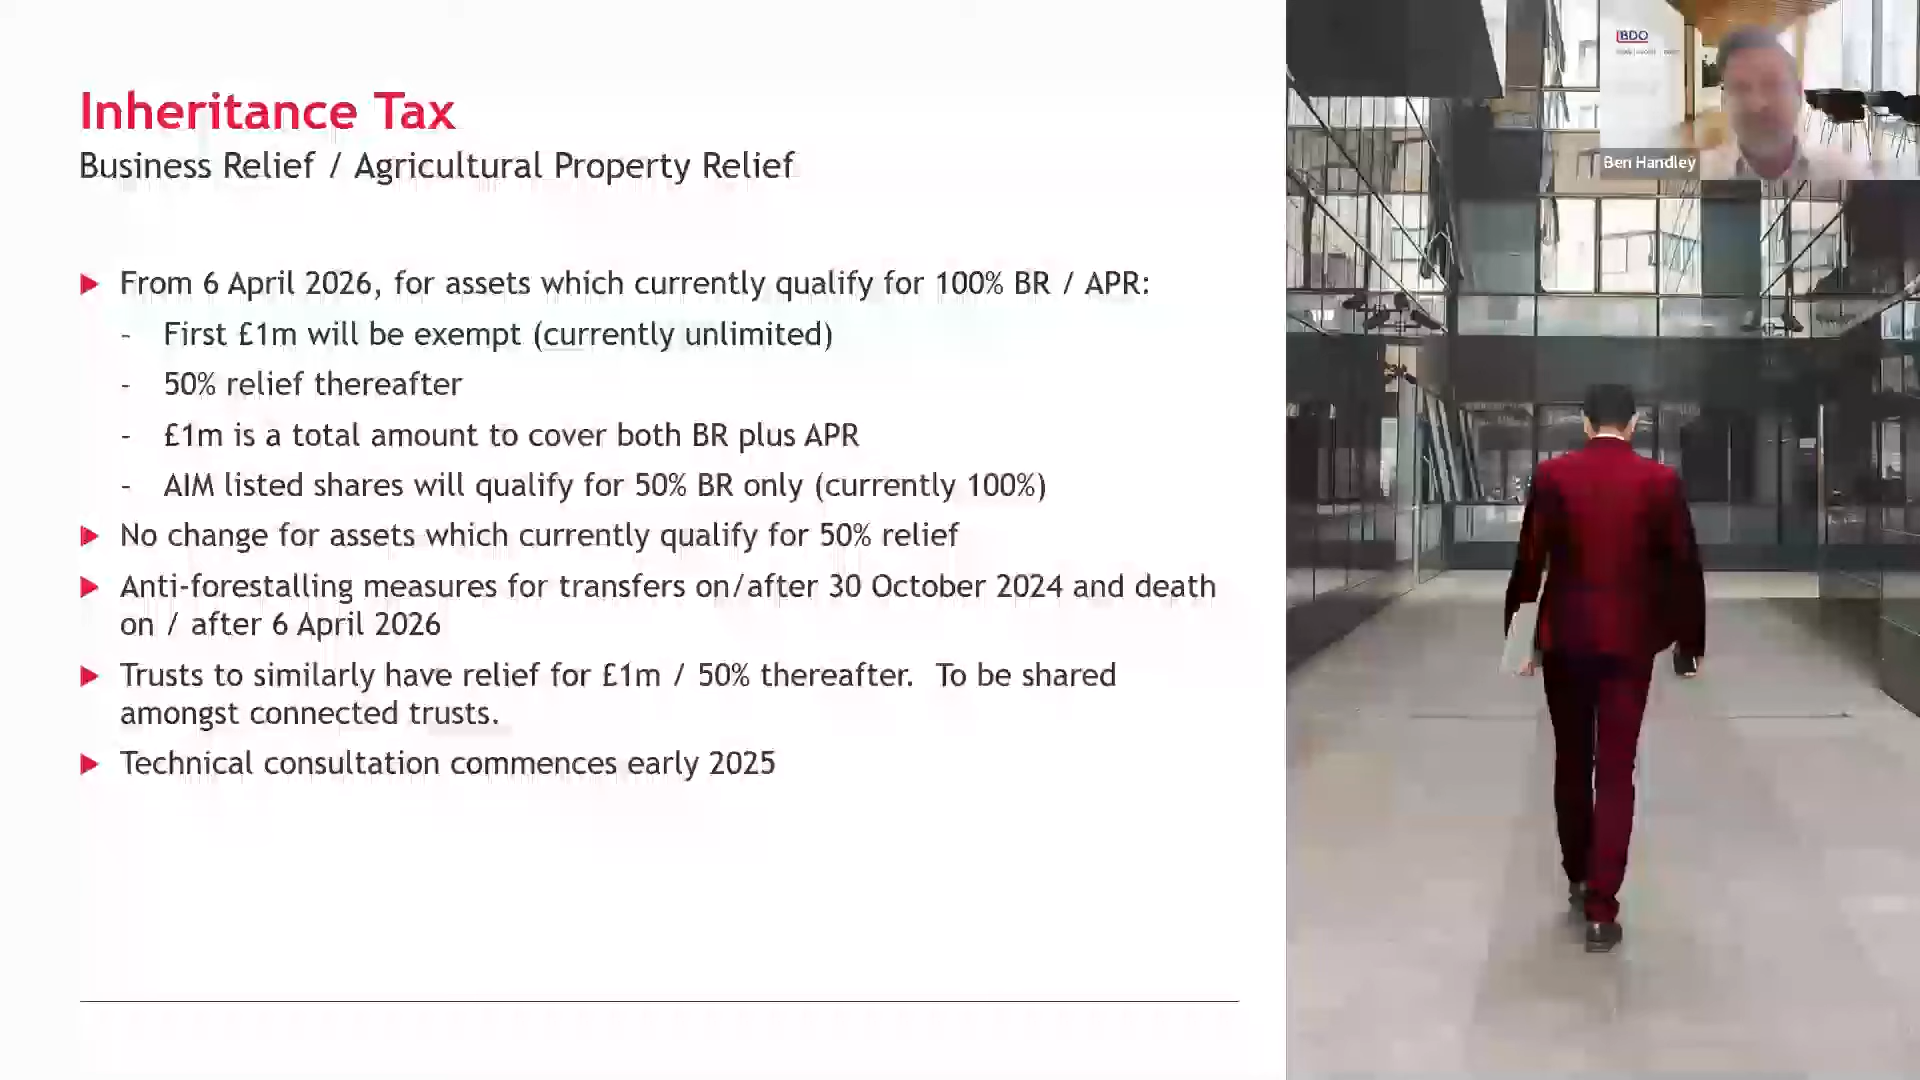 Inheritance Tax
Business Relief / Agricultural Property Relief
► From 6 April 2026, for assets which currently qualify for 100% BR / APR:
- First £1m will be exempt (currently unlimited)
- 50% relief thereafter
- £1m is a total amount to cover both BR plus APR
- AIM listed shares will qualify for 50% BR only (currently 100%)
► No change for assets which currently qualify for 50% relief
► Anti-forestalling measures for transfers on/after 30 October 2024 and death
on / after 6 April 2026
► Trusts to similarly have relief for £1m / 50% thereafter. To be shared
amongst connected trusts.
► Technical consultation commences early 2025
BDO
Ben Handley